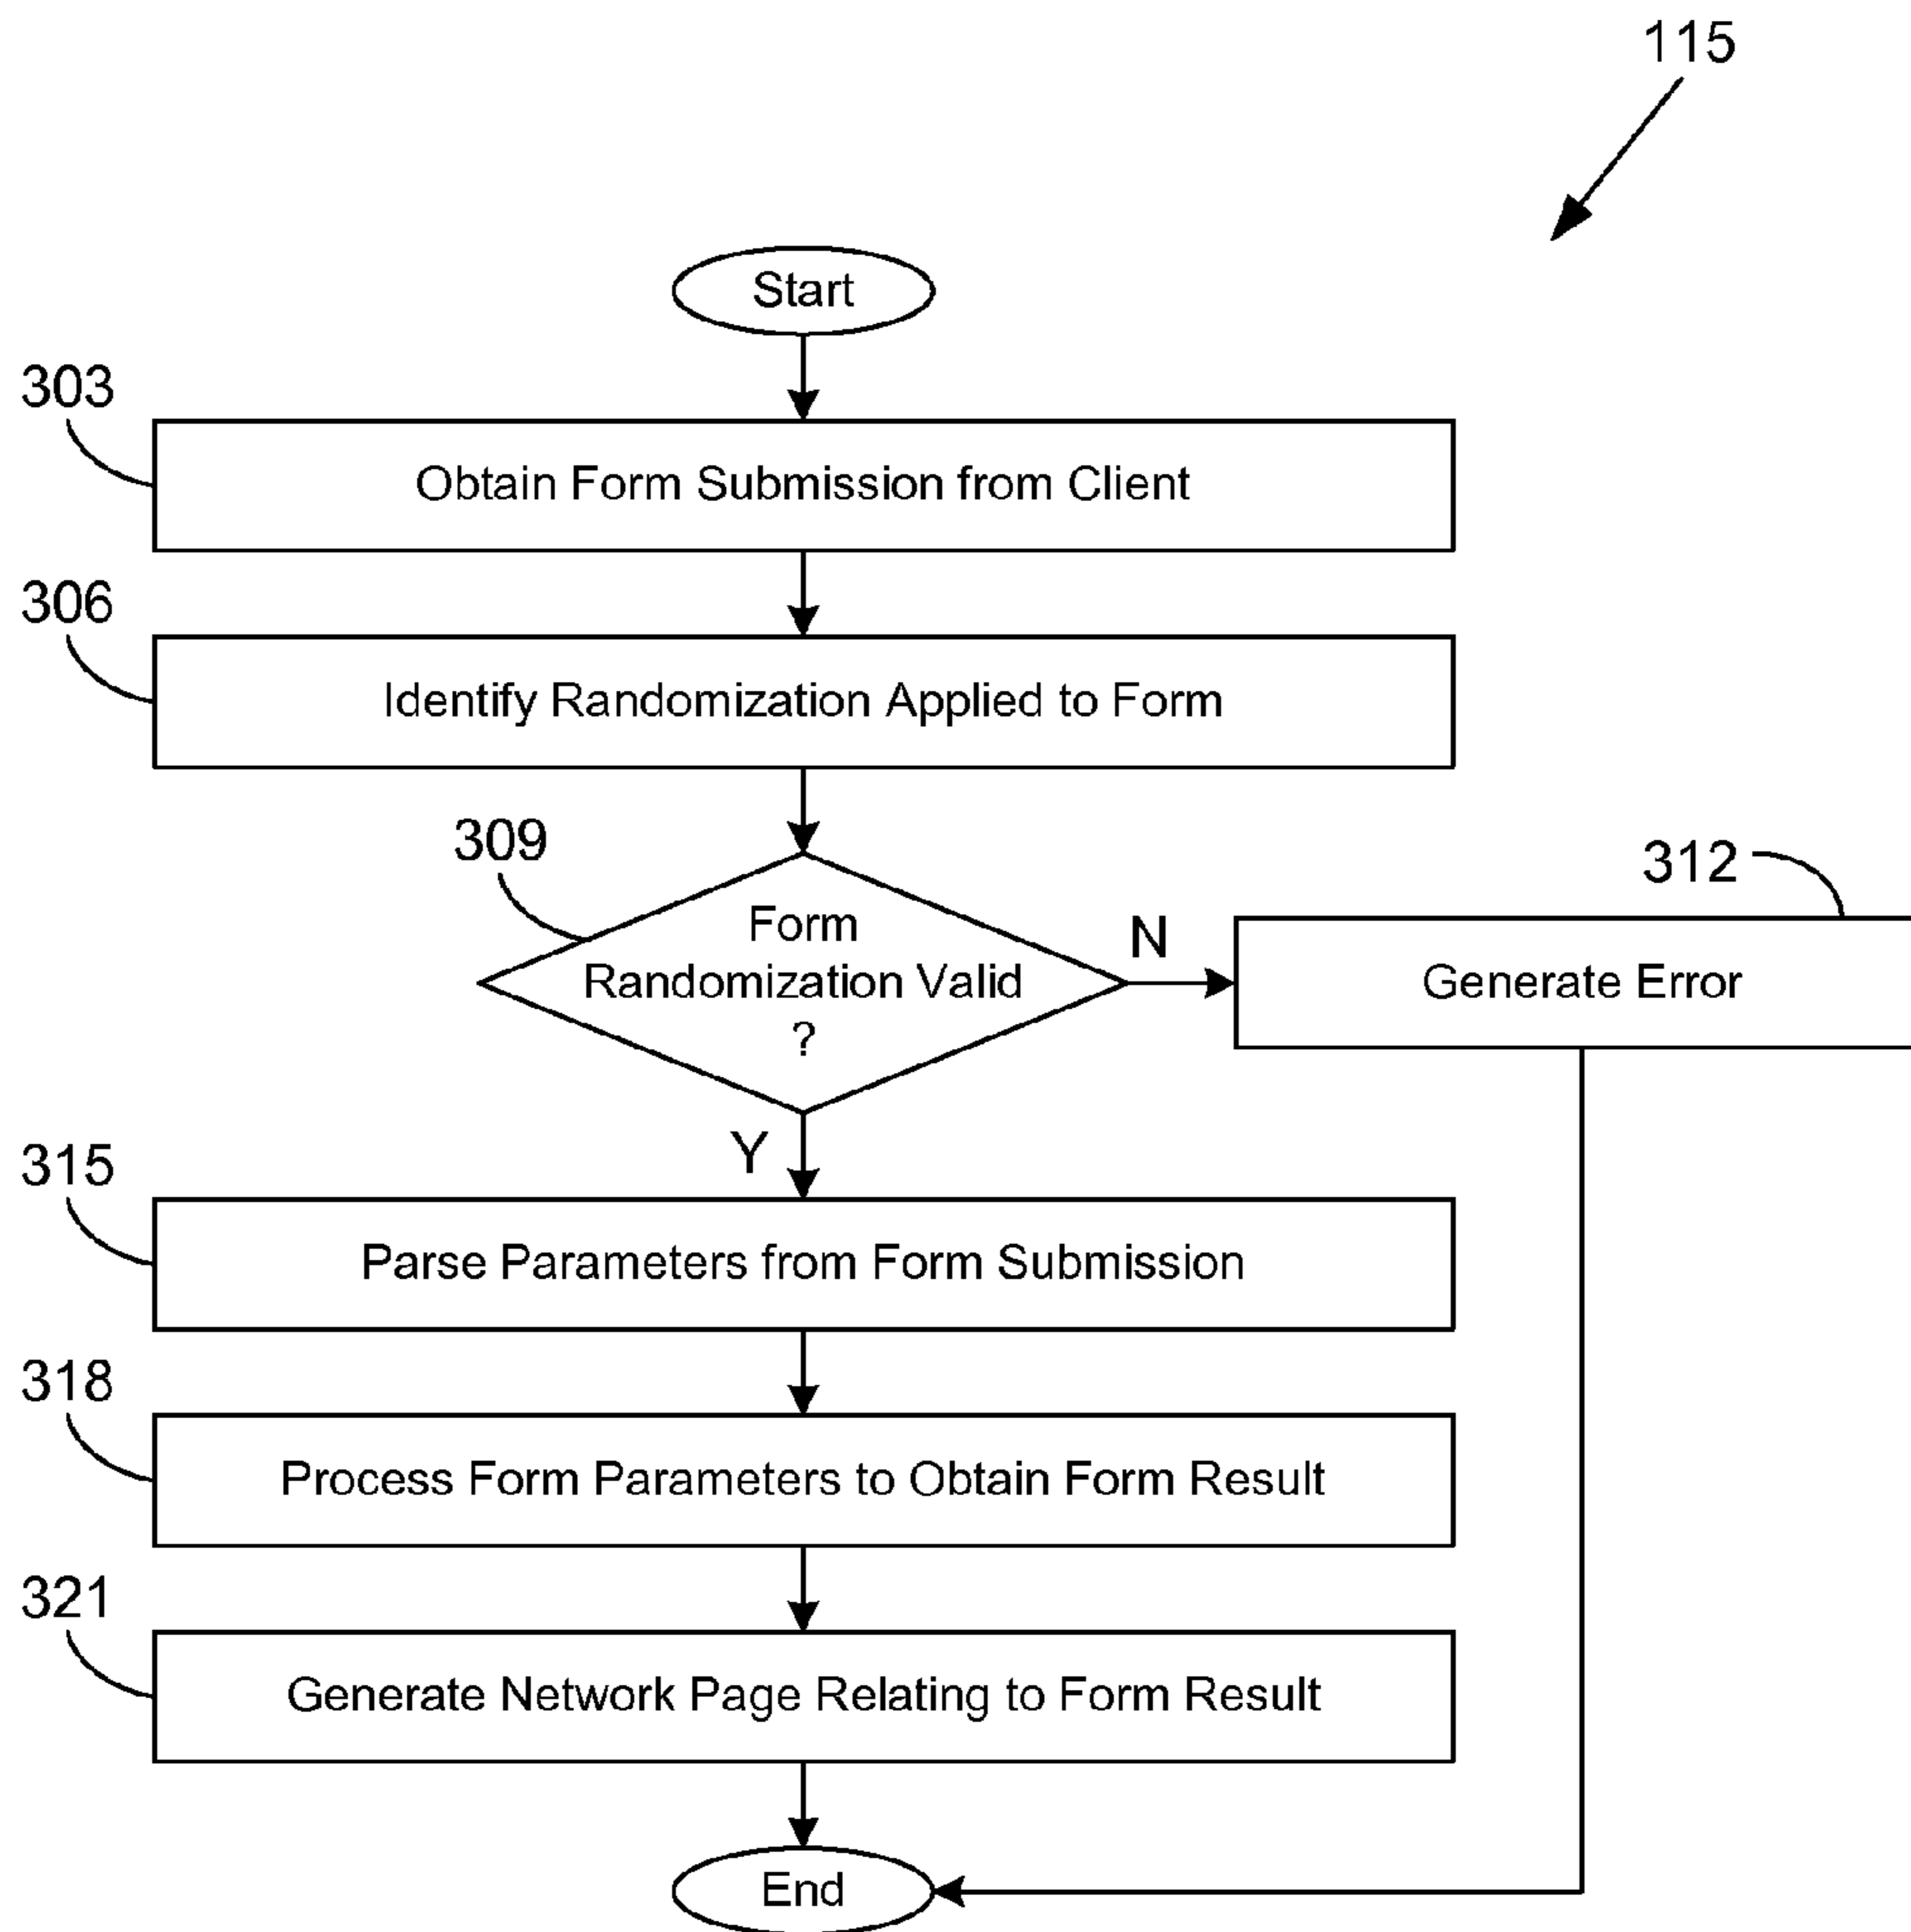 115
Start
303
Obtain Form Submission from Client
306
Identify Randomization Applied to Form
309
Form
Randomization Valid
?
N
312
Generate Error
Y
315
Parse Parameters from Form Submission
318
Process Form Parameters to Obtain Form Result
321
Generate Network Page Relating to Form Result
End